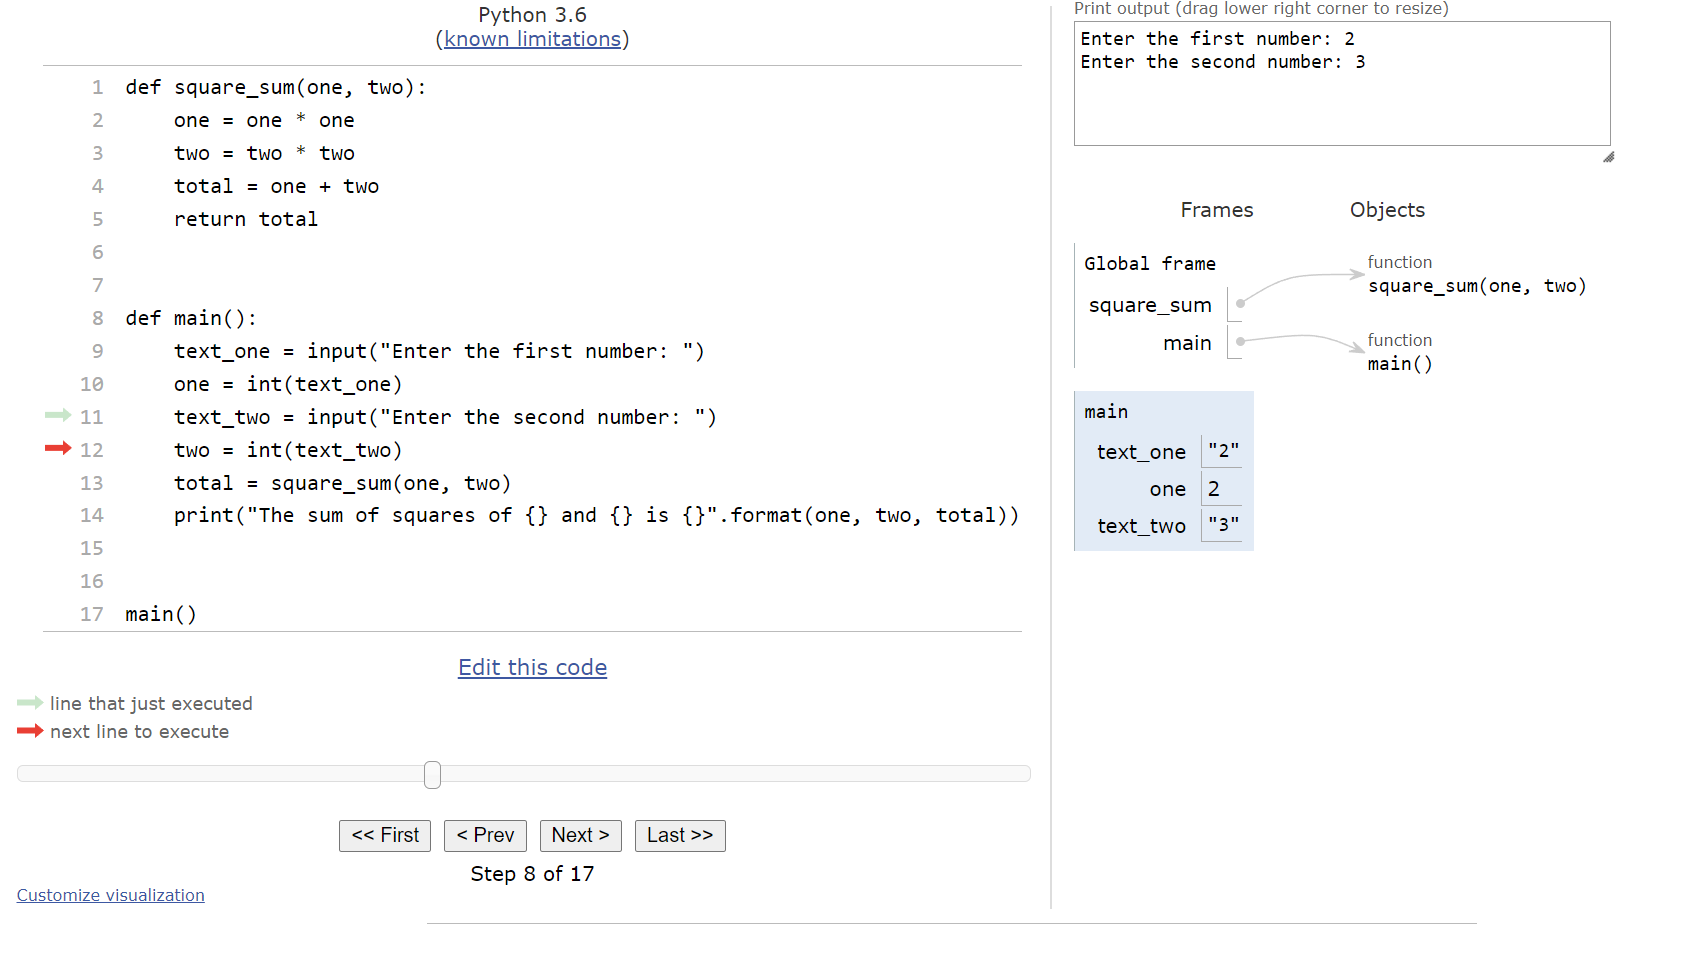 Python 3.6
(known limitations)
1 def square_sum(one, two):
2     one = one * one
3     two = two * two
4     total = one + two
5     return total
6
7
8 def main():
9     text_one = input("Enter the first number: ")
10     one = int(text_one)
11     text_two = input("Enter the second number: ")
12     two = int(text_two)
13     total = square_sum(one, two)
14     print("The sum of squares of {} and {} is {}".format(one, two, total))
15
16
17 main()
Edit this code
line that just executed
next line to execute
<< First < Prev Next > Last >>
Step 8 of 17
Customize visualization
Print output (drag lower right corner to resize)
Enter the first number: 2
Enter the second number: 3
Frames Objects
Global frame
square_sum
main
function
square_sum(one, two)
function
main()
main
text_one "2"
one 2
text_two "3"